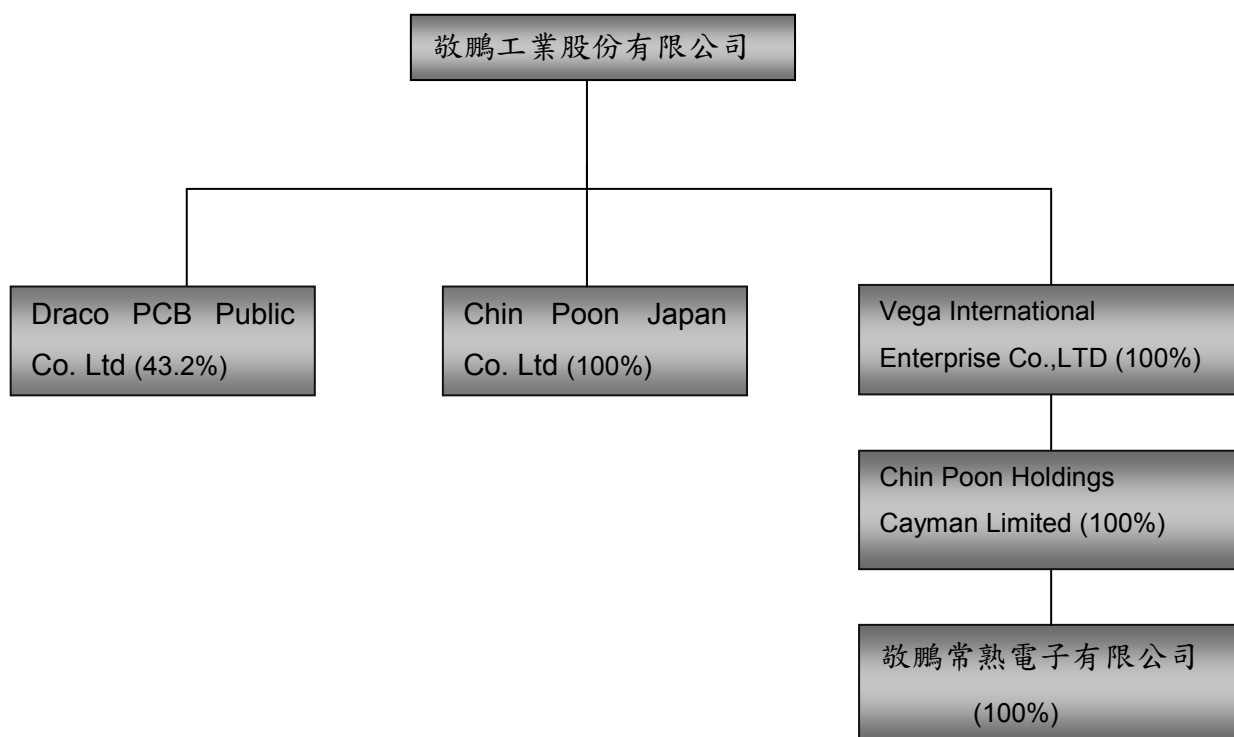 敬鵬工業股份有限公司
Draco PCB Public
Co. Ltd (43.2%)
Chin Poon Japan
Co. Ltd (100%)
Vega International
Enterprise Co.,LTD (100%)
Chin Poon Holdings
Cayman Limited (100%)
敬鵬常熟電子有限公司
(100%)